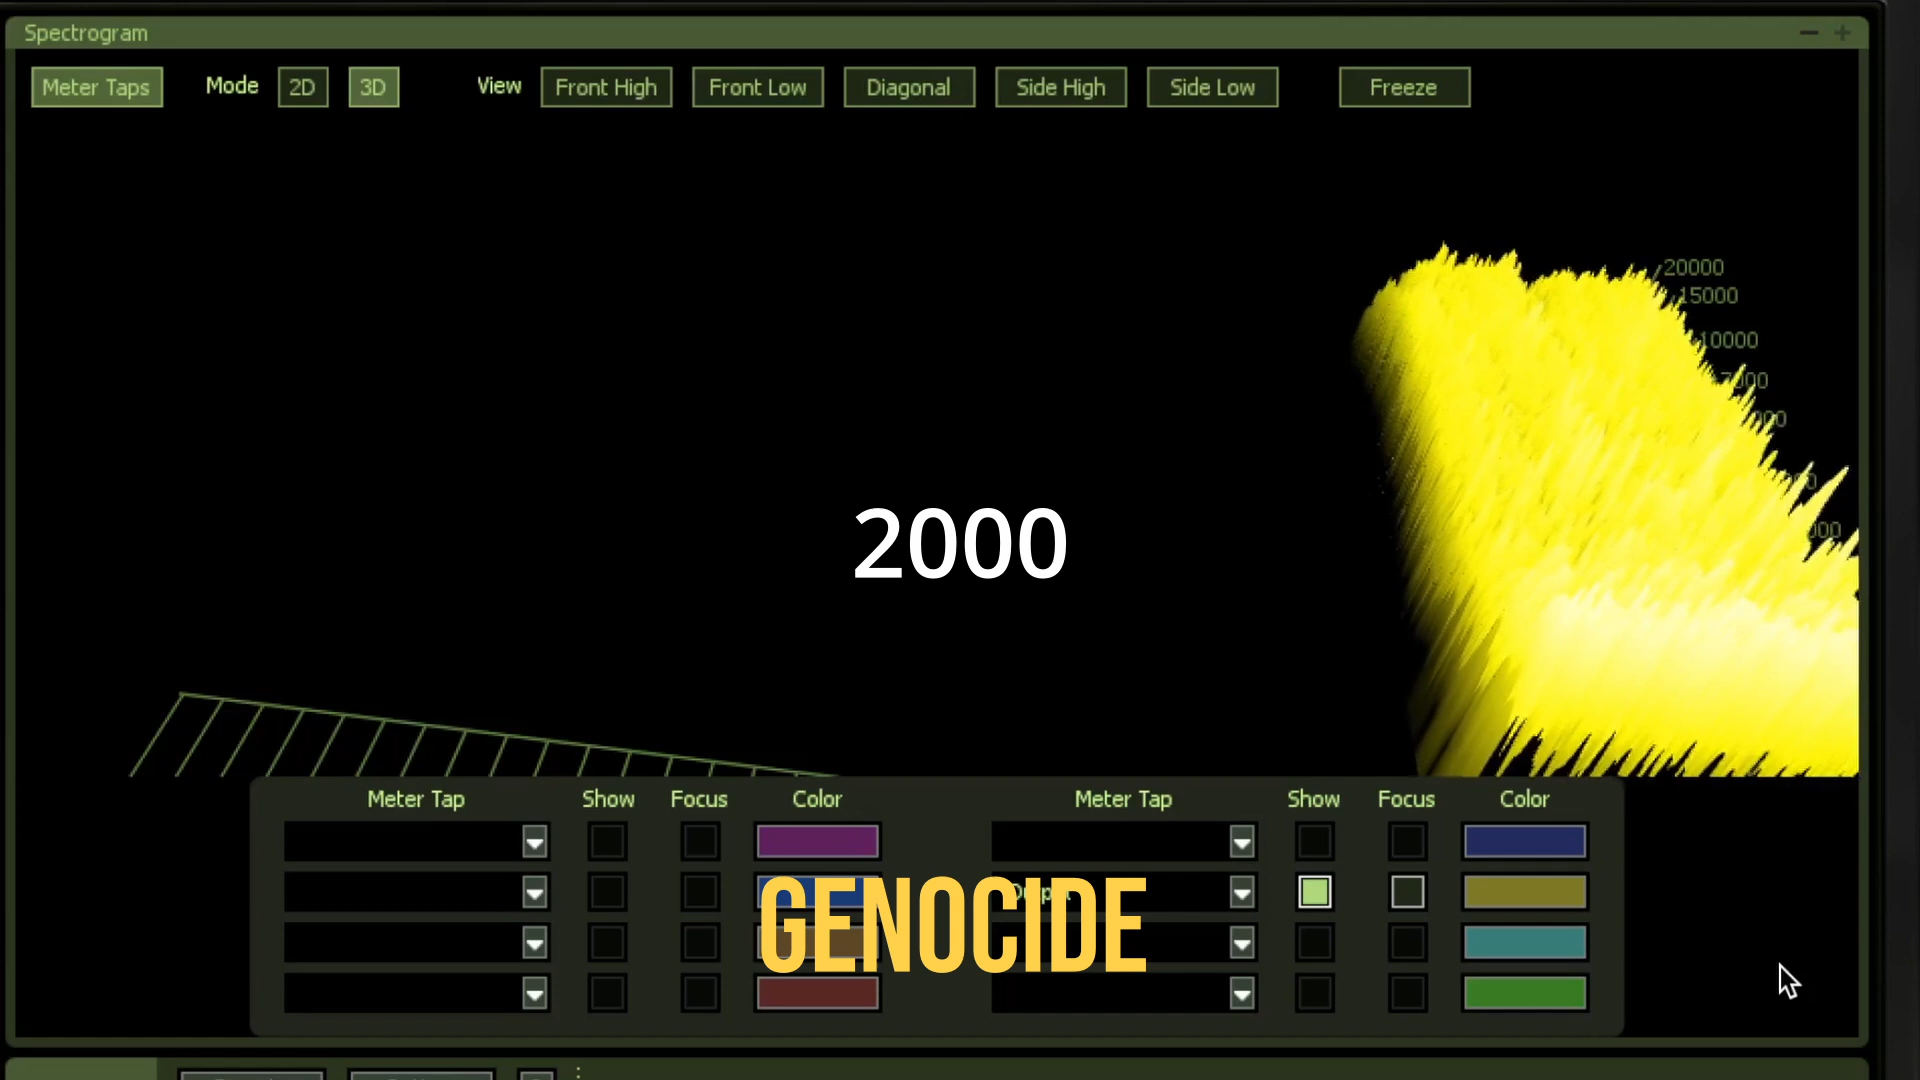 Spectrogram
Meter Taps Mode 2D 3D View Front High Front Low Diagonal Side High Side Low Freeze
20000
15000
10000
2000
Meter Tap Show Focus Color Meter Tap Show Focus Color
GENOCIDE